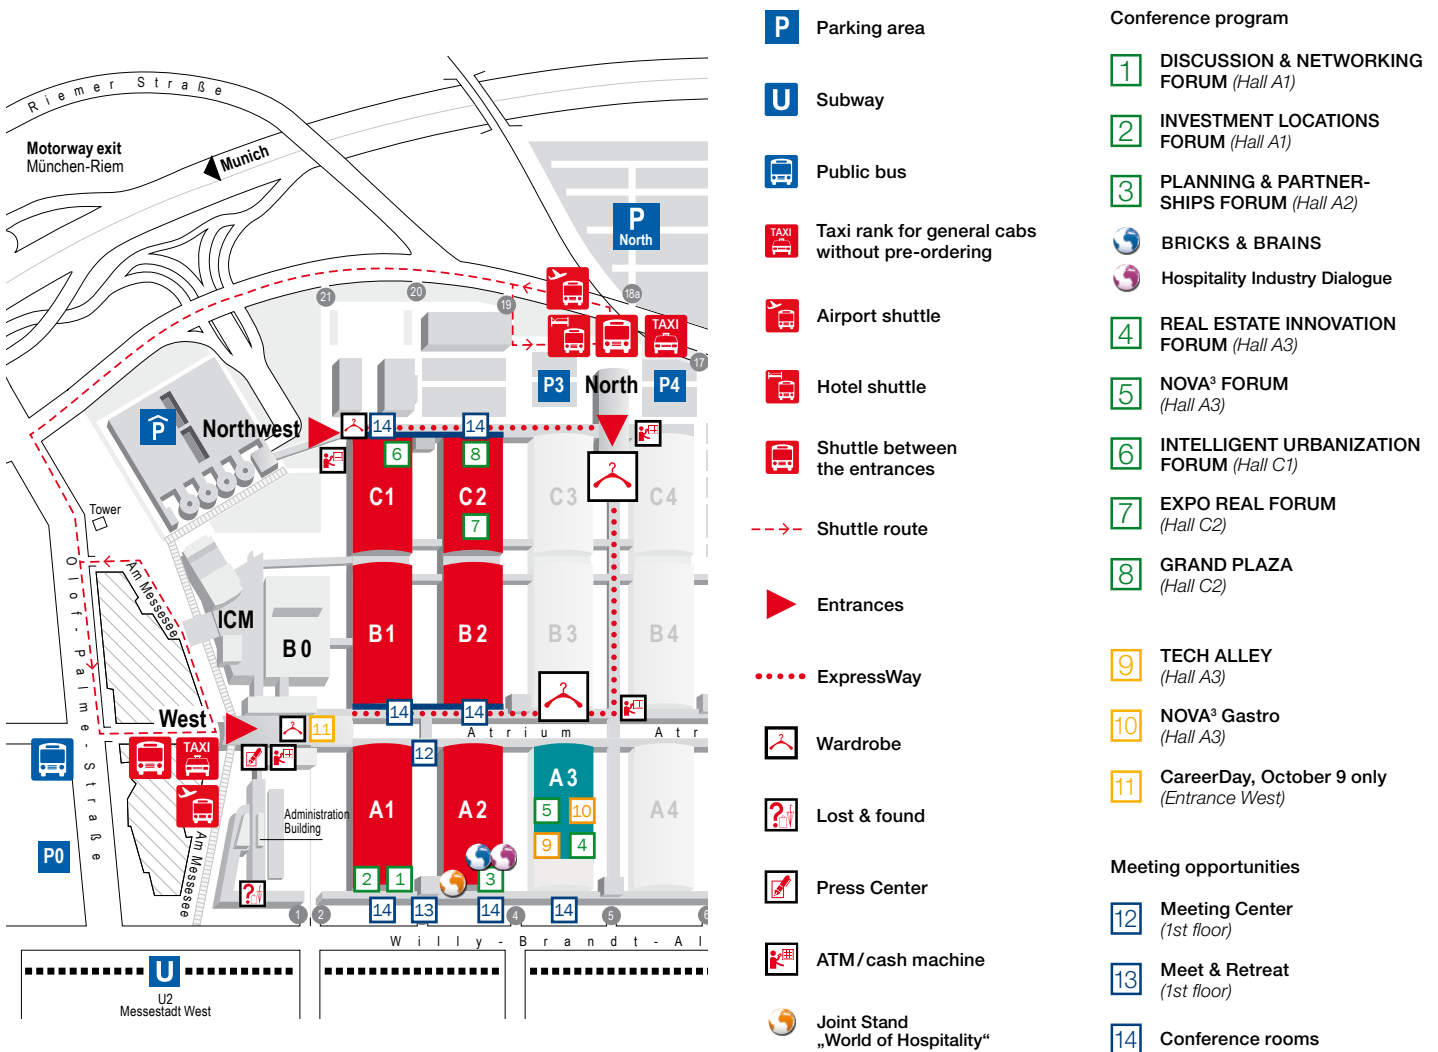 Riemer Straße
Motorway exit
München-Riem
Munich
P
North
21
20
19
18a
17
TAXI
P3
North
P4
P
Northwest
14
14
6
8
C1
C2
C3
C4
7
Tower
Olof-Palme-Straße
Am Messesee
ICM
B0
B1
B2
B3
B4
West
11
14
14
Atrium
Atr
12
TAXI
A3
5
10
A1
A2
A4
9
4
Administration
Building
P0
Am Messesee
2
1
3
?
14
13
14
14
1
2
4
5
6
Willy-Brandt-Al
U
U2
Messestadt West
P
Parking area
U
Subway
Public bus
TAXI
Taxi rank for general cabs
without pre-ordering
Airport shuttle
Hotel shuttle
Shuttle between
the entrances
Shuttle route
Entrances
ExpressWay
Wardrobe
?
Lost & found
Press Center
ATM/cash machine
Joint Stand
„World of Hospitality“
Conference program
1
DISCUSSION & NETWORKING
FORUM (Hall A1)
2
INVESTMENT LOCATIONS
FORUM (Hall A1)
3
PLANNING & PARTNER-
SHIPS FORUM (Hall A2)
BRICKS & BRAINS
Hospitality Industry Dialogue
4
REAL ESTATE INNOVATION
FORUM (Hall A3)
5
NOVA³ FORUM
(Hall A3)
6
INTELLIGENT URBANIZATION
FORUM (Hall C1)
7
EXPO REAL FORUM
(Hall C2)
8
GRAND PLAZA
(Hall C2)
9
TECH ALLEY
(Hall A3)
10
NOVA³ Gastro
(Hall A3)
11
CareerDay, October 9 only
(Entrance West)
Meeting opportunities
12
Meeting Center
(1st floor)
13
Meet & Retreat
(1st floor)
14
Conference rooms